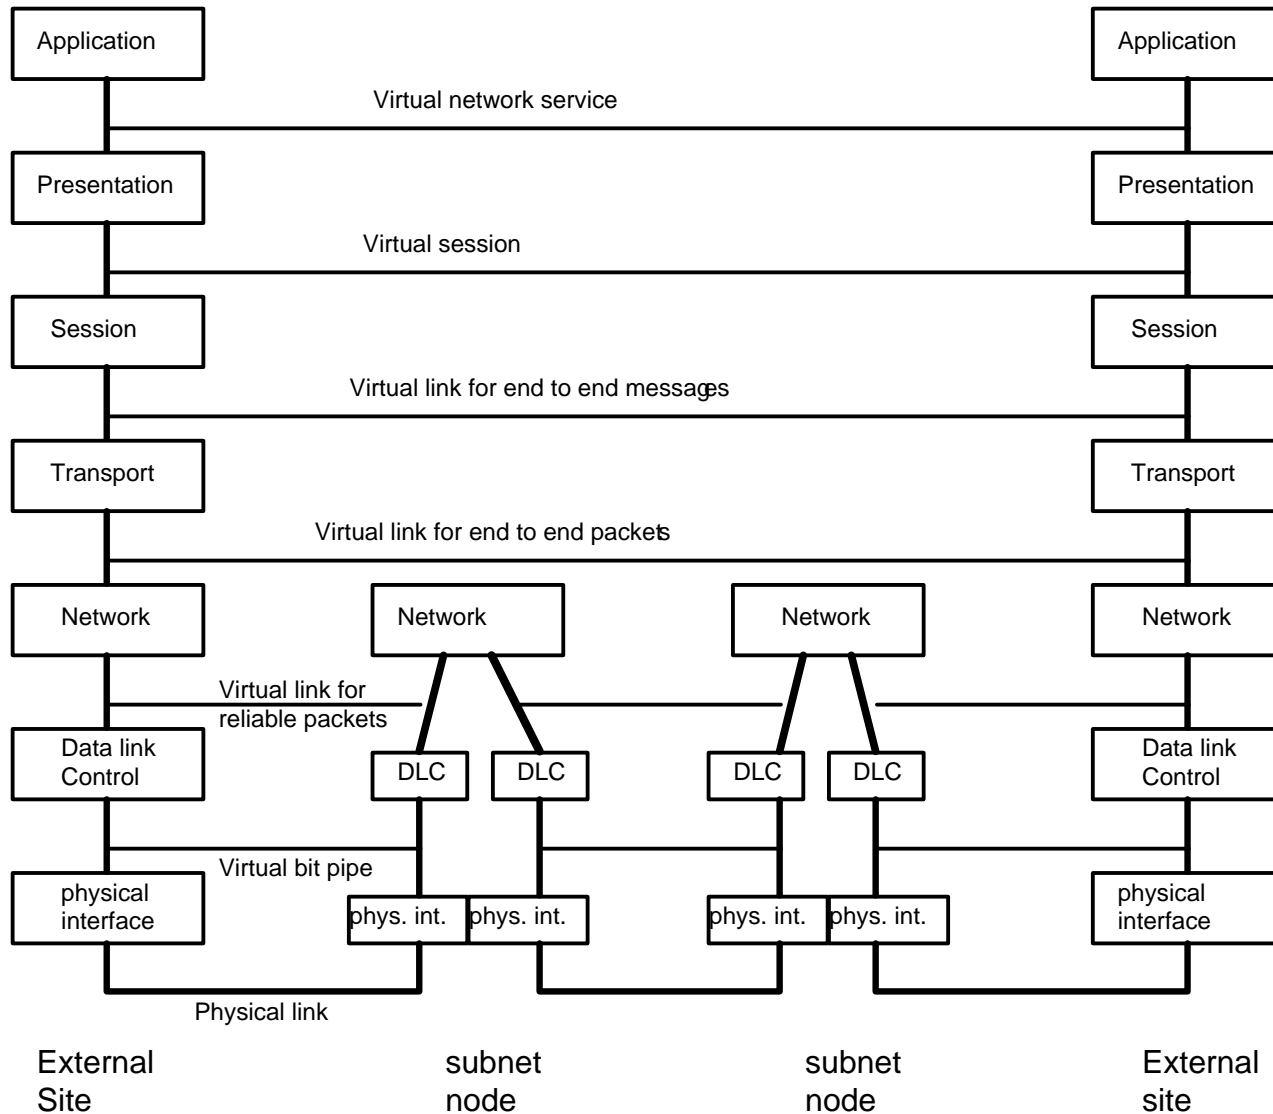 Application
Application
Virtual network service
Presentation
Presentation
Virtual session
Session
Session
Virtual link for end to end messages
Transport
Transport
Virtual link for end to end packets
Network
Network
Network
Network
Virtual link for
reliable packets
Data link
Control
DLC
DLC
DLC
DLC
Data link
Control
Virtual bit pipe
physical
interface
phys. int.
phys. int.
phys. int.
phys. int.
physical
interface
Physical link
External
Site
subnet
node
subnet
node
External
site